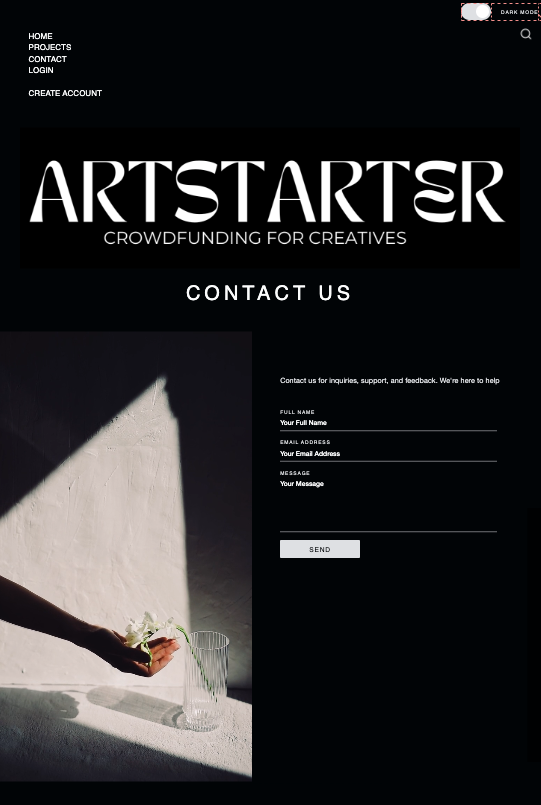 DARK MODE
HOME
PROJECTS
CONTACT
LOGIN
CREATE ACCOUNT
ARTSTARTER
CROWDFUNDING FOR CREATIVES
CONTACT US
Contact us for inquiries, support, and feedback. We're here to help
FULL NAME
Your Full Name
EMAIL ADDRESS
Your Email Address
MESSAGE
Your Message
SEND